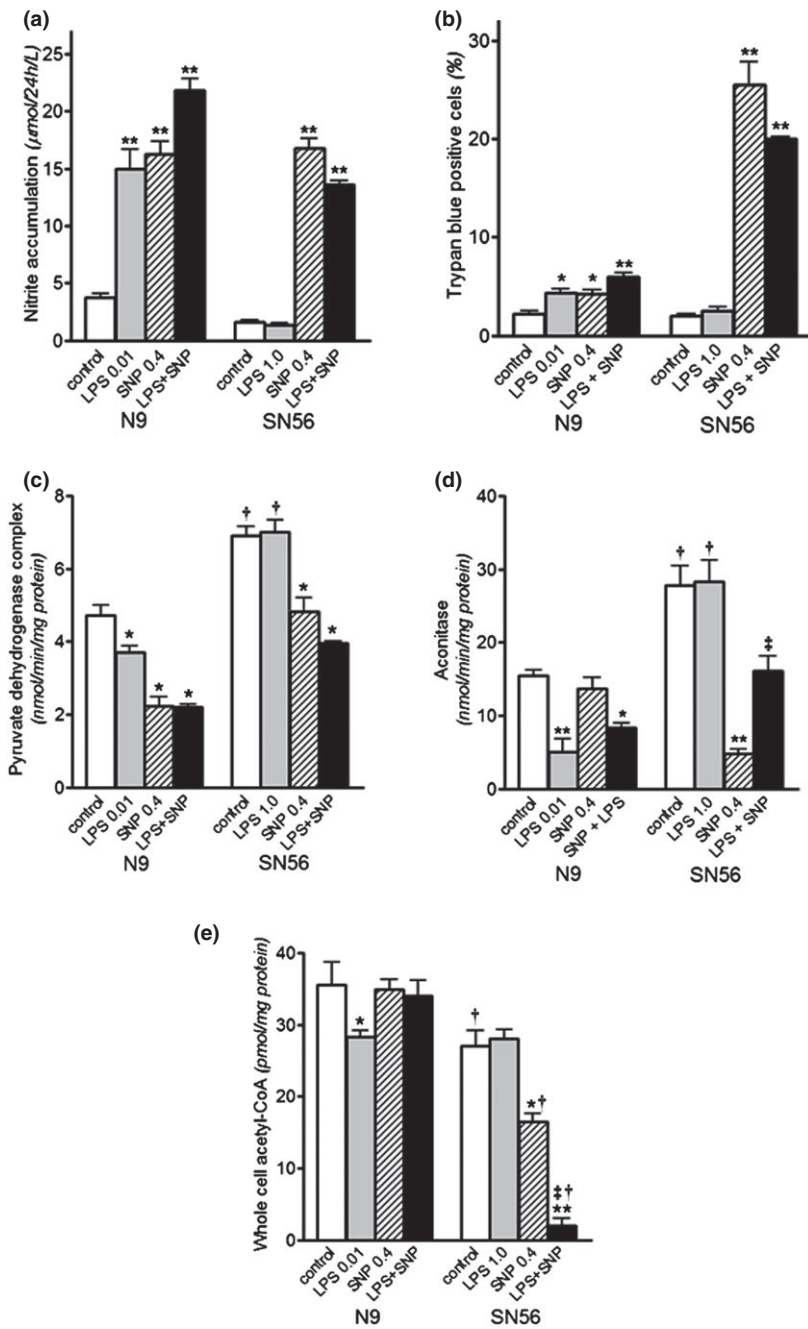 (a)
Nitrite accumulation (μmol/24h/L)
25
20
15
10
5
0
**
**
**
**
**
control
LPS 0.01
SNP 0.4
LPS+SNP
control
LPS 1.0
SNP 0.4
LPS+SNP
N9
SN56
(b)
Trypan blue positive cels (%)
30
20
10
0
*
*
**
**
**
control
LPS 0.01
SNP 0.4
LPS + SNP
control
LPS 1.0
SNP 0.4
LPS + SNP
N9
SN56
(c)
Pyruvate dehydrogenase complex
(nmol/min/mg protein)
8
6
4
2
0
*
*
*
†
†
*
*
control
LPS 0.01
SNP 0.4
LPS+SNP
control
LPS 1.0
SNP 0.4
LPS+SNP
N9
SN56
(d)
Aconitase
(nmol/min/mg protein)
40
30
20
10
0
**
*
†
†
**
‡
control
LPS 0.01
SNP 0.4
SNP + LPS
control
LPS 1.0
SNP 0.4
LPS + SNP
N9
SN56
(e)
Whole cell acetyl-CoA (pmol/mg protein)
40
30
20
10
0
*
†
*†
‡†
**
control
LPS 0.01
SNP 0.4
LPS+SNP
control
LPS 1.0
SNP 0.4
LPS+SNP
N9
SN56